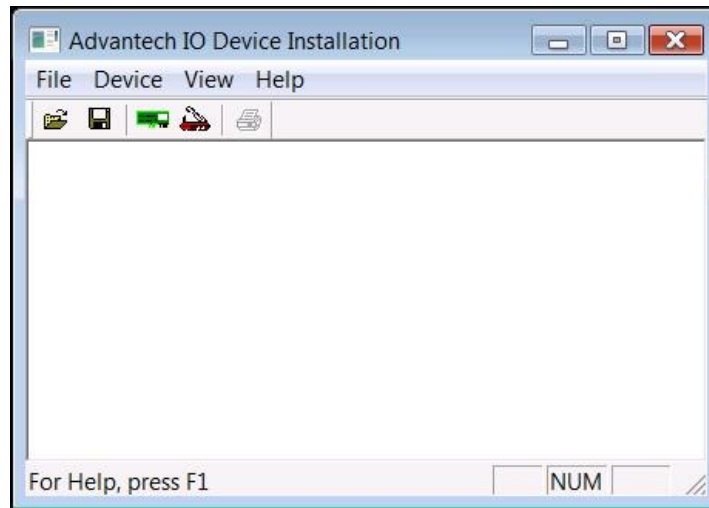 Advantech IO Device Installation
File Device View Help
For Help, press F1
NUM